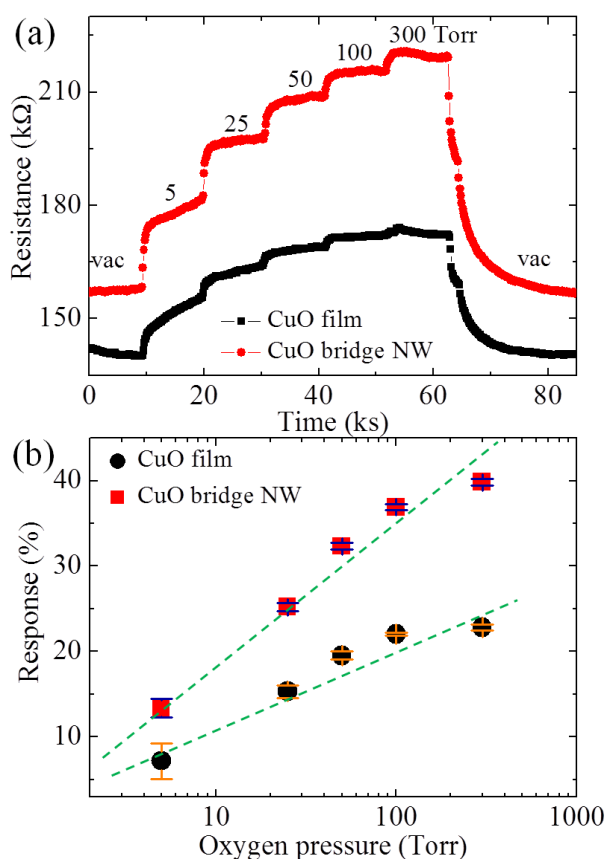 (a)
300 Torr
100
50
25
5
vac
vac
210
180
150
Resistance (kΩ)
CuO film
CuO bridge NW
0 20 40 60 80
Time (ks)
(b)
CuO film
CuO bridge NW
40
30
20
10
Response (%)
10 100 1000
Oxygen pressure (Torr)